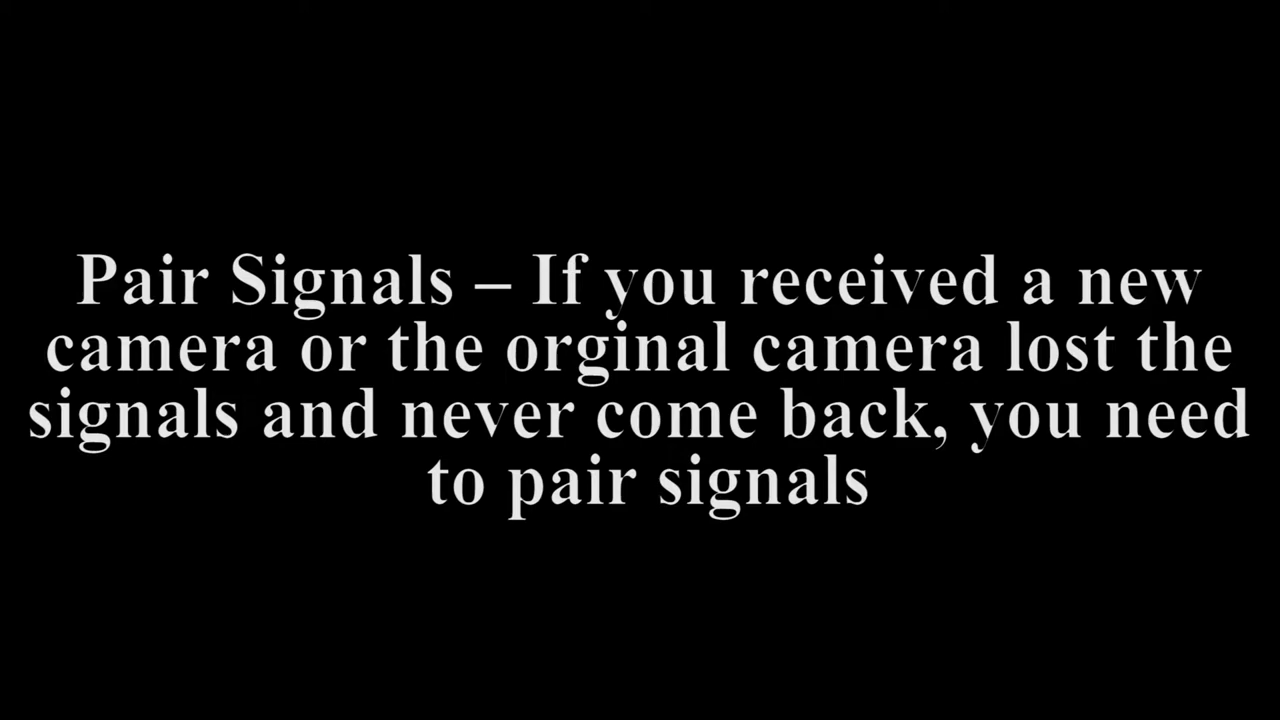 Pair Signals – If you received a new
camera or the orginal camera lost the
signals and never come back, you need
to pair signals